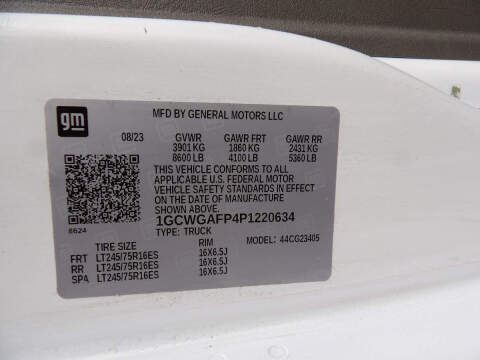 gm
MFD BY GENERAL MOTORS LLC
08/23 GVWR GAWR FRT GAWR RR
3901 KG 1860 KG 2431 KG
8600 LB 4100 LB 5360 LB
THIS VEHICLE CONFORMS TO ALL
APPLICABLE U.S. FEDERAL MOTOR
VEHICLE SAFETY STANDARDS IN EFFECT
ON THE DATE OF MANUFACTURE
SHOWN ABOVE.
8624
1GCWGAFP4P1220634
TYPE: TRUCK MODEL: 44CG23405
TIRE SIZE RIM
FRT LT245/75R16ES 16X6.5J
RR LT245/75R16ES 16X6.5J
SPA LT245/75R16ES 16X6.5J